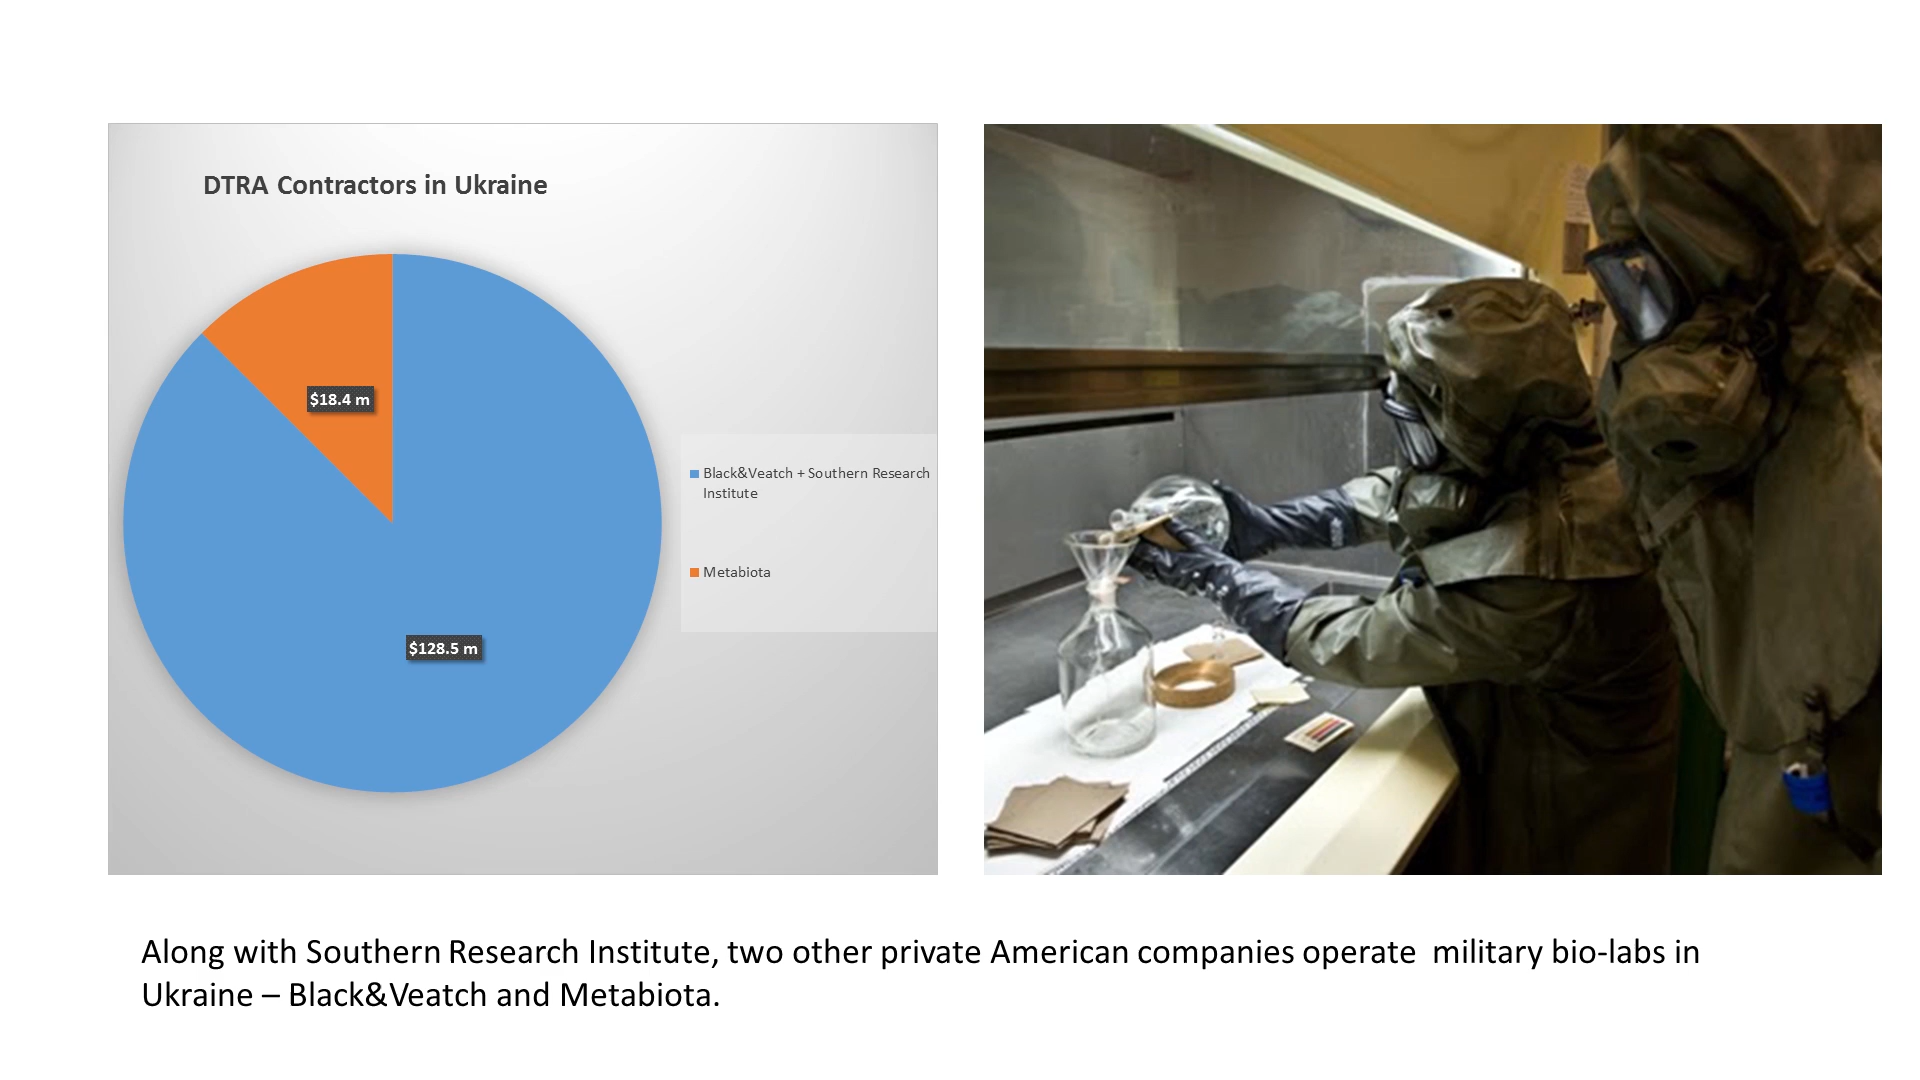 DTRA Contractors in Ukraine
$18.4 m
Black&Veatch + Southern Research
Institute
Metabiota
$128.5 m
Along with Southern Research Institute, two other private American companies operate  military bio-labs in
Ukraine – Black&Veatch and Metabiota.